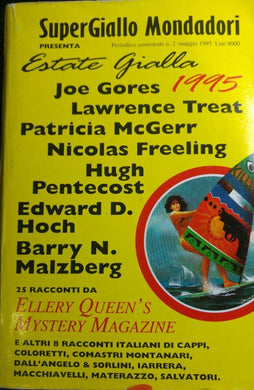 SuperGiallo Mondadori
PRESENTA Periodico semestrale n. 2 maggio 1995 Lire 9000
Estate Gialla
1995
Joe Gores
Lawrence Treat
Patricia McGerr
Nicolas Freeling
Hugh
Pentecost
Edward D.
Hoch
Barry N.
Malzberg
25 RACCONTI DA
ELLERY QUEEN'S
MYSTERY MAGAZINE
E ALTRI 8 RACCONTI ITALIANI DI CAPPI,
COLORETTI, COMASTRI MONTANARI,
DALL'ANGELO & SORLINI, IARRERA,
MACCHIAVELLI, MATERAZZO, SALVATORI.